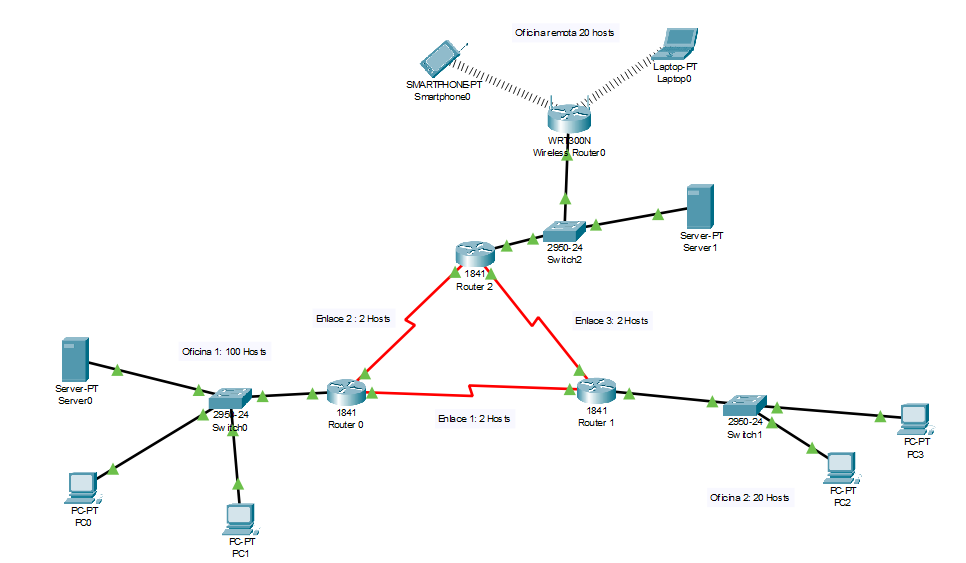 Oficina remota 20 hosts
SMARTPHONE-PT
Smartphone0
Laptop-PT
Laptop0
WRT300N
Wireless Router0
Server-PT
Server1
2950-24
Switch2
1841
Router 2
Enlace 2 : 2 Hosts
Enlace 3: 2 Hosts
Oficina 1: 100 Hosts
Server-PT
Server0
2950-24
Switch0
1841
Router 0
Enlace 1: 2 Hosts
1841
Router 1
2950-24
Switch1
PC-PT
PC3
PC-PT
PC2
Oficina 2: 20 Hosts
PC-PT
PC0
PC-PT
PC1